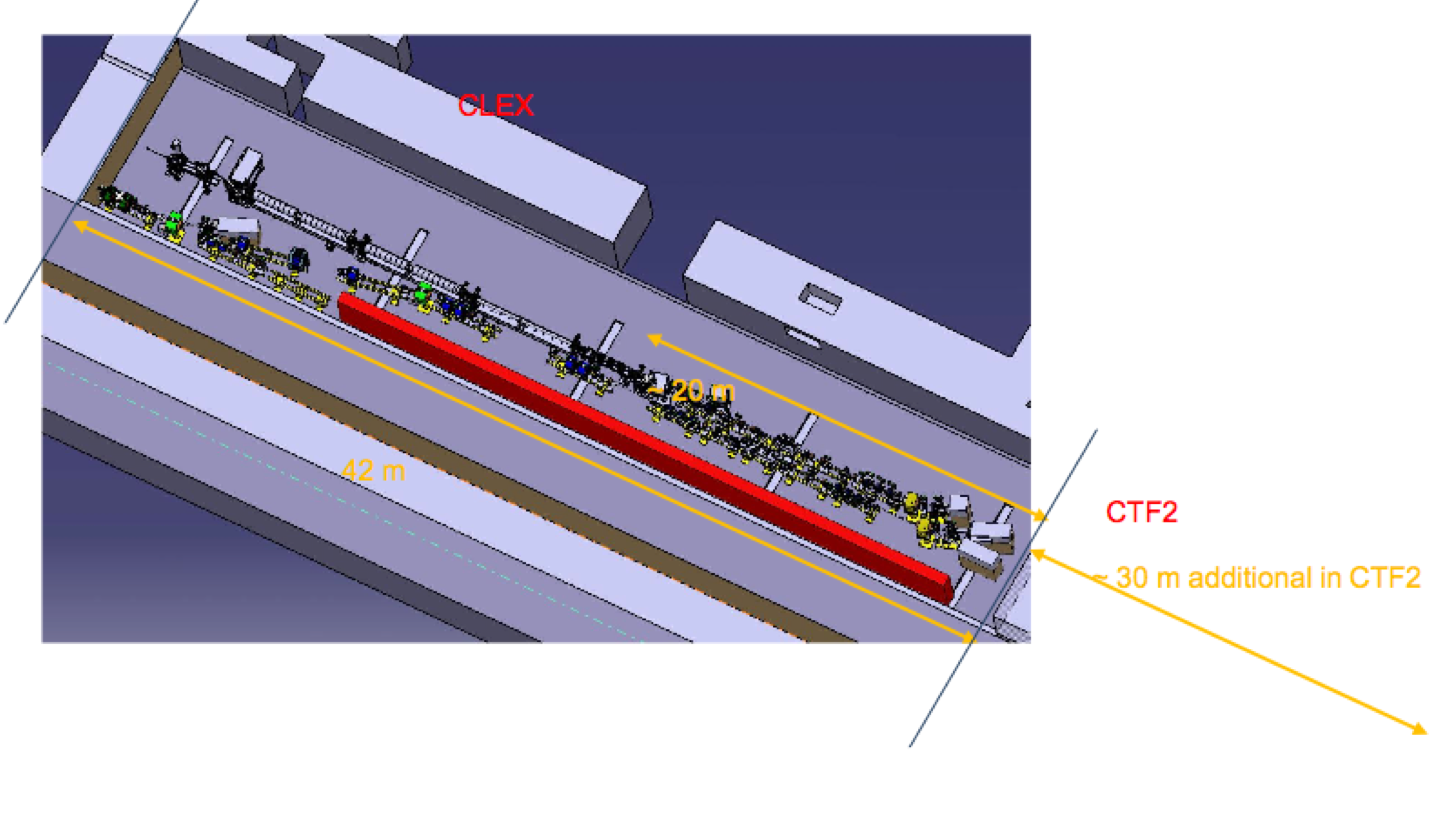 CLEX
~ 20 m
42 m
CTF2
~ 30 m additional in CTF2